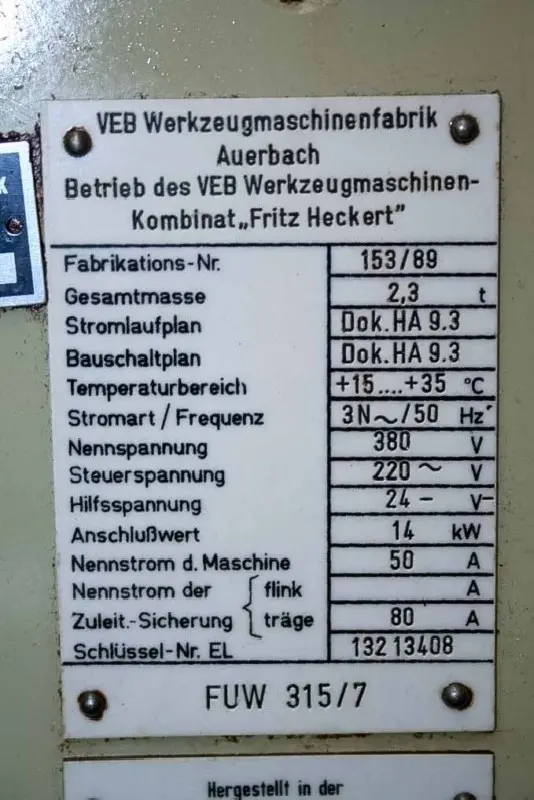 VEB Werkzeugmaschinenfabrik
Auerbach
Betrieb des VEB Werkzeugmaschinen-
Kombinat „Fritz Heckert"
Fabrikations-Nr. 153/89
Gesamtmasse 2,3 t
Stromlaufplan Dok. HA 9.3
Bauschaltplan Dok. HA 9.3
Temperaturbereich +15....+35 °C
Stromart / Frequenz 3N~/50 Hz
Nennspannung 380 V
Steuerspannung 220 ~ V
Hilfsspannung 24 - V-
Anschlußwert 14 kW
Nennstrom d. Maschine 50 A
Nennstrom der flink A
Zuleit.-Sicherung träge 80 A
Schlüssel-Nr. EL 132 13408
FUW 315/7
Hergestellt in der